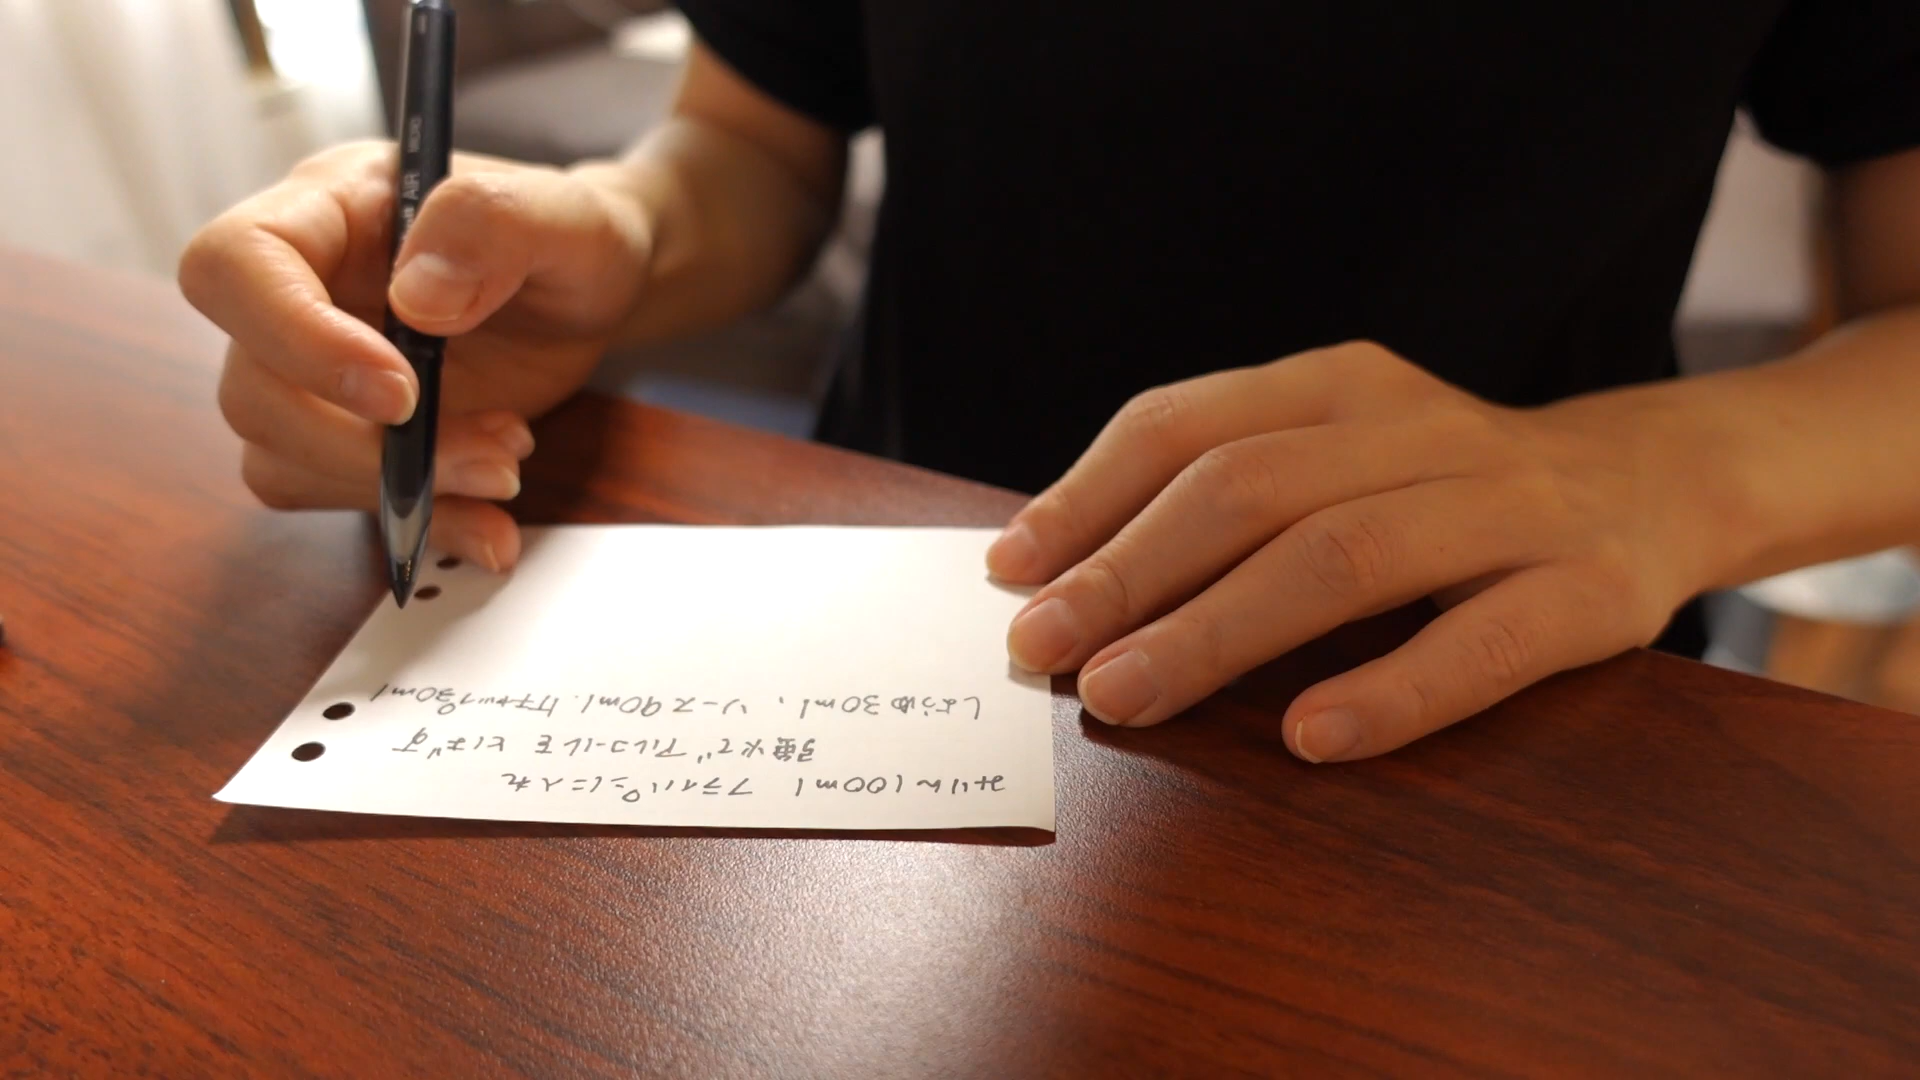 みりん100ml フライパンに入れ
強火で アルコールを とばす
しょうゆ30ml、ソース90ml、ケチャップ30ml
AIR MICRO